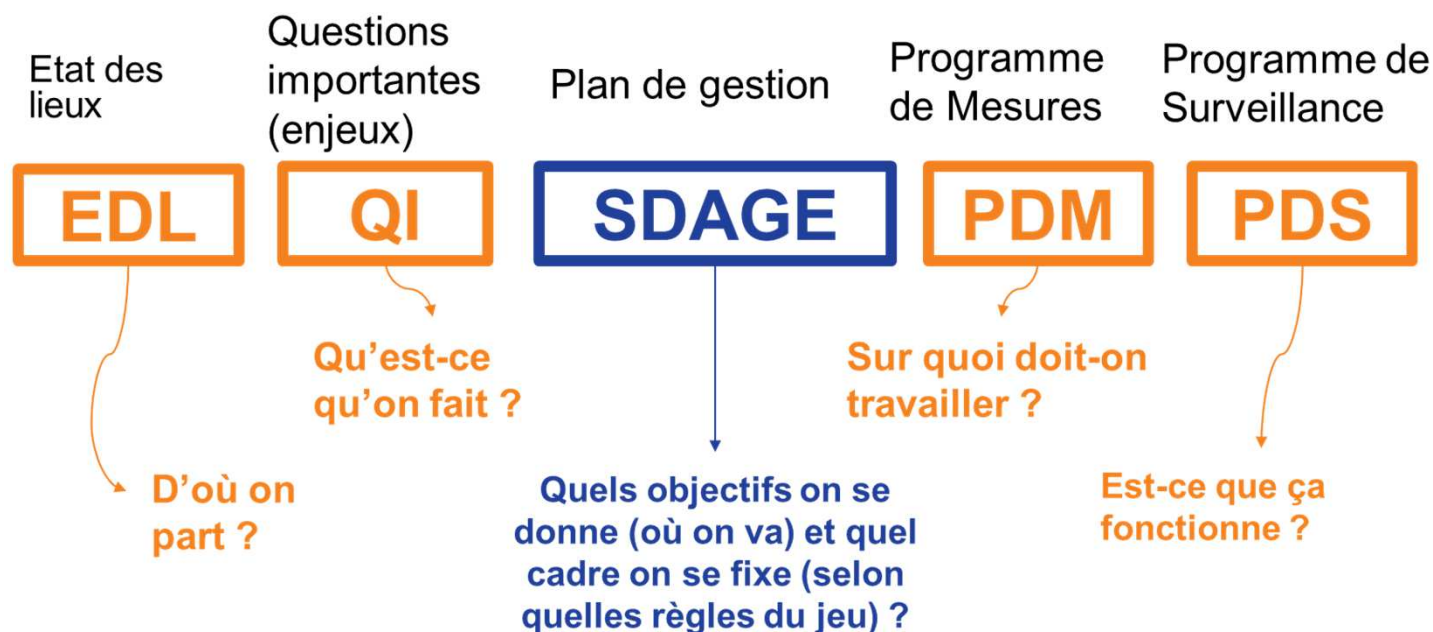 Etat des
lieux
Questions
importantes
(enjeux)
Plan de gestion
Programme
de Mesures
Programme de
Surveillance
EDL
QI
SDAGE
PDM
PDS
Qu’est-ce
qu’on fait ?
Sur quoi doit-on
travailler ?
D’où on
part ?
Quels objectifs on se
donne (où on va) et quel
cadre on se fixe (selon
quelles règles du jeu) ?
Est-ce que ça
fonctionne ?